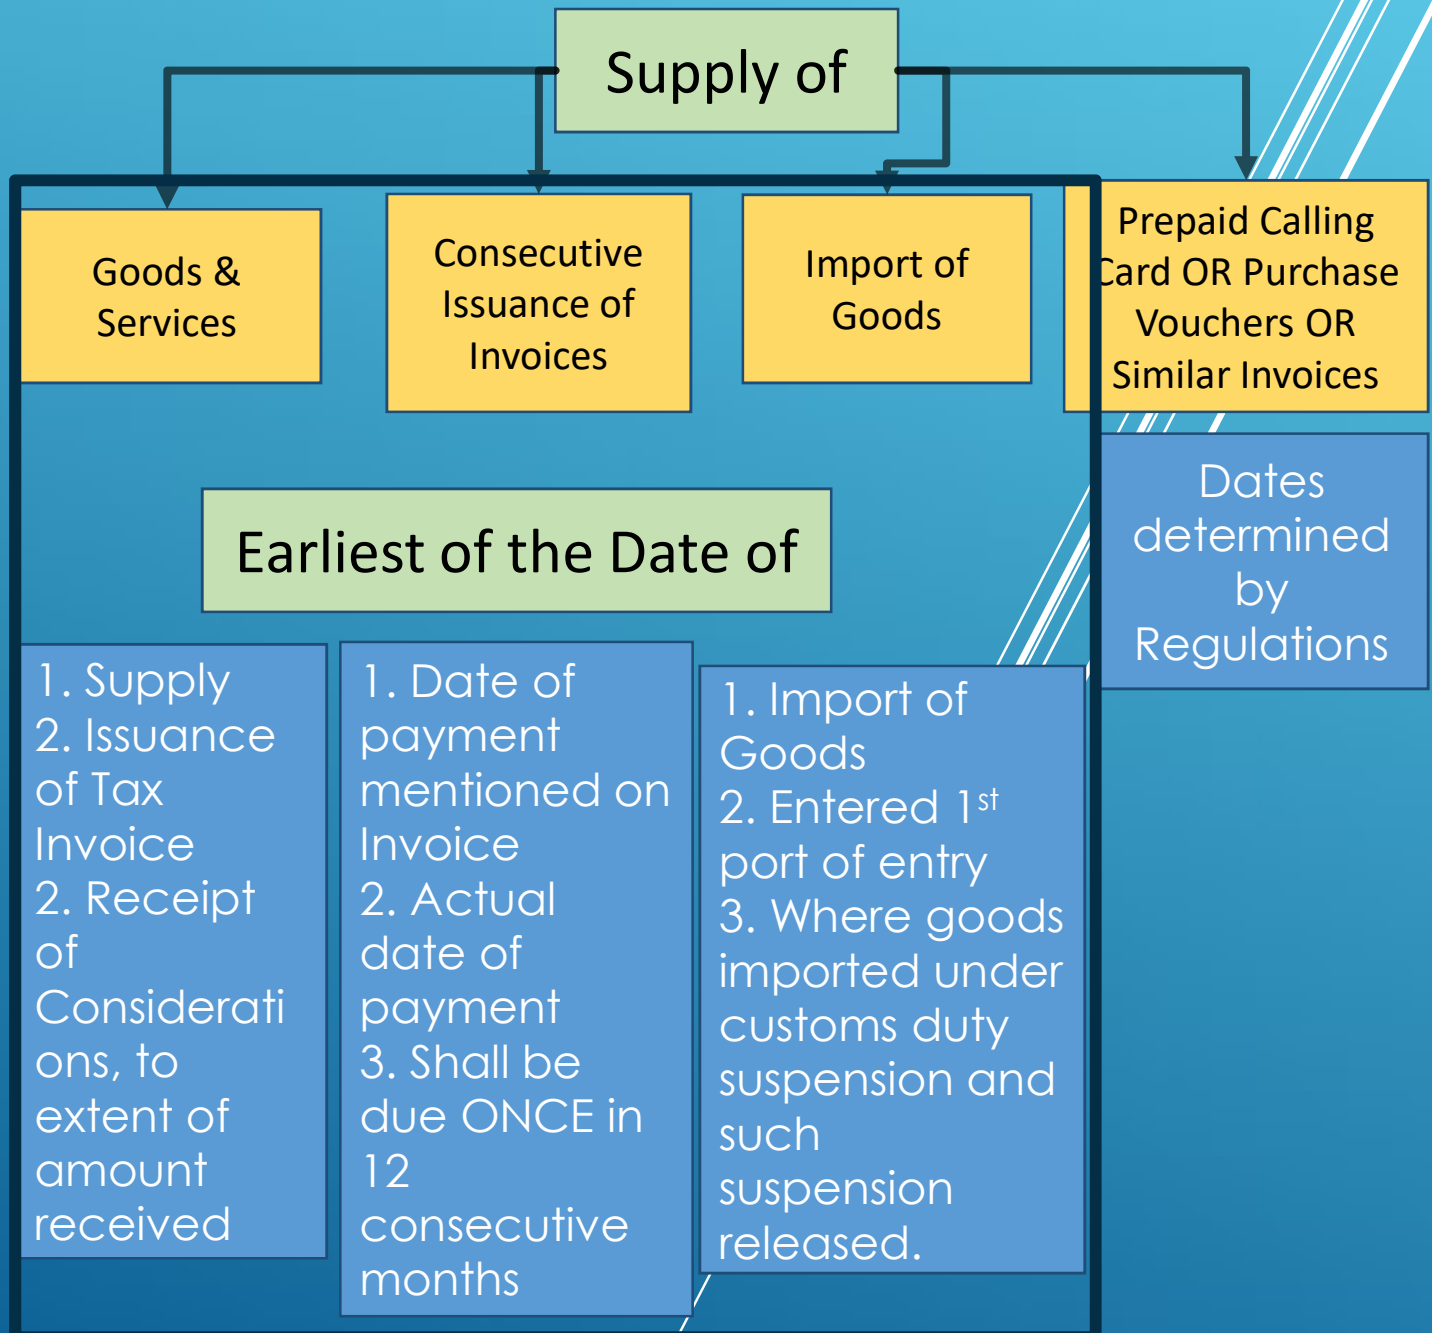 Supply of
Goods &
Services
Consecutive
Issuance of
Invoices
Import of
Goods
Prepaid Calling
Card OR Purchase
Vouchers OR
Similar Invoices
Earliest of the Date of
Dates
determined
by
Regulations
1. Supply
2. Issuance
of Tax
Invoice
2. Receipt
of
Considerati
ons, to
extent of
amount
received
1. Date of
payment
mentioned on
Invoice
2. Actual
date of
payment
3. Shall be
due ONCE in
12
consecutive
months
1. Import of
Goods
2. Entered 1st
port of entry
3. Where goods
imported under
customs duty
suspension and
such
suspension
released.